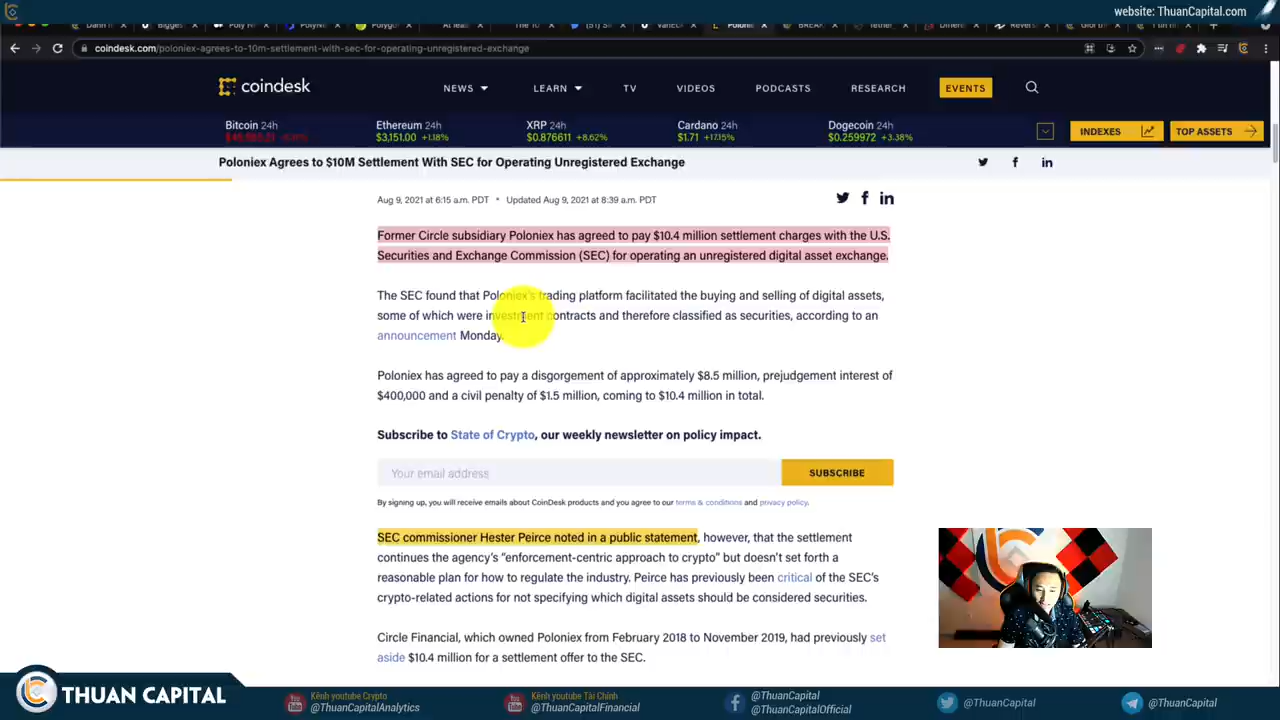 website: ThuanCapital.com
coindesk.com/poloniex-agrees-to-10m-settlement-with-sec-for-operating-unregistered-exchange
coindesk
NEWS
LEARN
TV
VIDEOS
PODCASTS
RESEARCH
EVENTS
Bitcoin 24h
Ethereum 24h
XRP 24h
Cardano 24h
Dogecoin 24h
$3,151.00 +1.18%
$0.876611 +8.62%
$1.71 +17.15%
$0.259972 +3.38%
INDEXES
TOP ASSETS
Poloniex Agrees to $10M Settlement With SEC for Operating Unregistered Exchange
Aug 9, 2021 at 6:15 a.m. PDT • Updated Aug 9, 2021 at 8:39 a.m. PDT
Former Circle subsidiary Poloniex has agreed to pay $10.4 million settlement charges with the U.S.
Securities and Exchange Commission (SEC) for operating an unregistered digital asset exchange.
The SEC found that Poloniex's trading platform facilitated the buying and selling of digital assets,
some of which were investment contracts and therefore classified as securities, according to an
announcement Monday.
Poloniex has agreed to pay a disgorgement of approximately $8.5 million, prejudgement interest of
$400,000 and a civil penalty of $1.5 million, coming to $10.4 million in total.
Subscribe to State of Crypto, our weekly newsletter on policy impact.
Your email address
SUBSCRIBE
By signing up, you will receive emails about CoinDesk products and you agree to our terms & conditions and privacy policy.
SEC commissioner Hester Peirce noted in a public statement, however, that the settlement
continues the agency's “enforcement-centric approach to crypto” but doesn't set forth a
reasonable plan for how to regulate the industry. Peirce has previously been critical of the SEC's
crypto-related actions for not specifying which digital assets should be considered securities.
Circle Financial, which owned Poloniex from February 2018 to November 2019, had previously set
aside $10.4 million for a settlement offer to the SEC.
THUAN CAPITAL
Kênh youtube Crypto
@ThuanCapitalAnalytics
Kênh youtube Tài Chính
@ThuanCapitalFinancial
@ThuanCapital
@ThuanCapitalOfficial
@ThuanCapital
@ThuanCapital